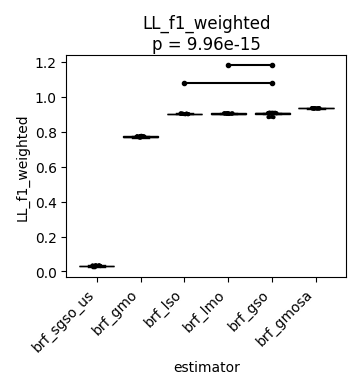 LL_f1_weighted
p = 9.96e-15
LL_f1_weighted
1.2
1.0
0.8
0.6
0.4
0.2
0.0
brf_sgso_us
brf_gmo
brf_lso
brf_lmo
brf_gso
brf_gmosa
estimator